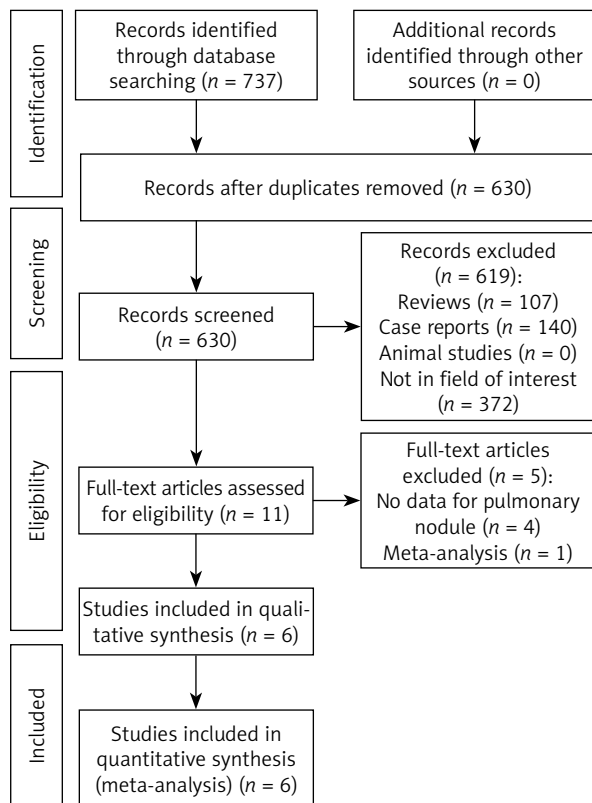 Identification
Records identified
through database
searching (n = 737)
Additional records
identified through other
sources (n = 0)
Records after duplicates removed (n = 630)
Screening
Records screened
(n = 630)
Records excluded
(n = 619):
Reviews (n = 107)
Case reports (n = 140)
Animal studies (n = 0)
Not in field of interest
(n = 372)
Eligibility
Full-text articles assessed
for eligibility (n = 11)
Full-text articles
excluded (n = 5):
No data for pulmonary
nodule (n = 4)
Meta-analysis (n = 1)
Studies included in quali-
tative synthesis (n = 6)
Included
Studies included in
quantitative synthesis
(meta-analysis) (n = 6)